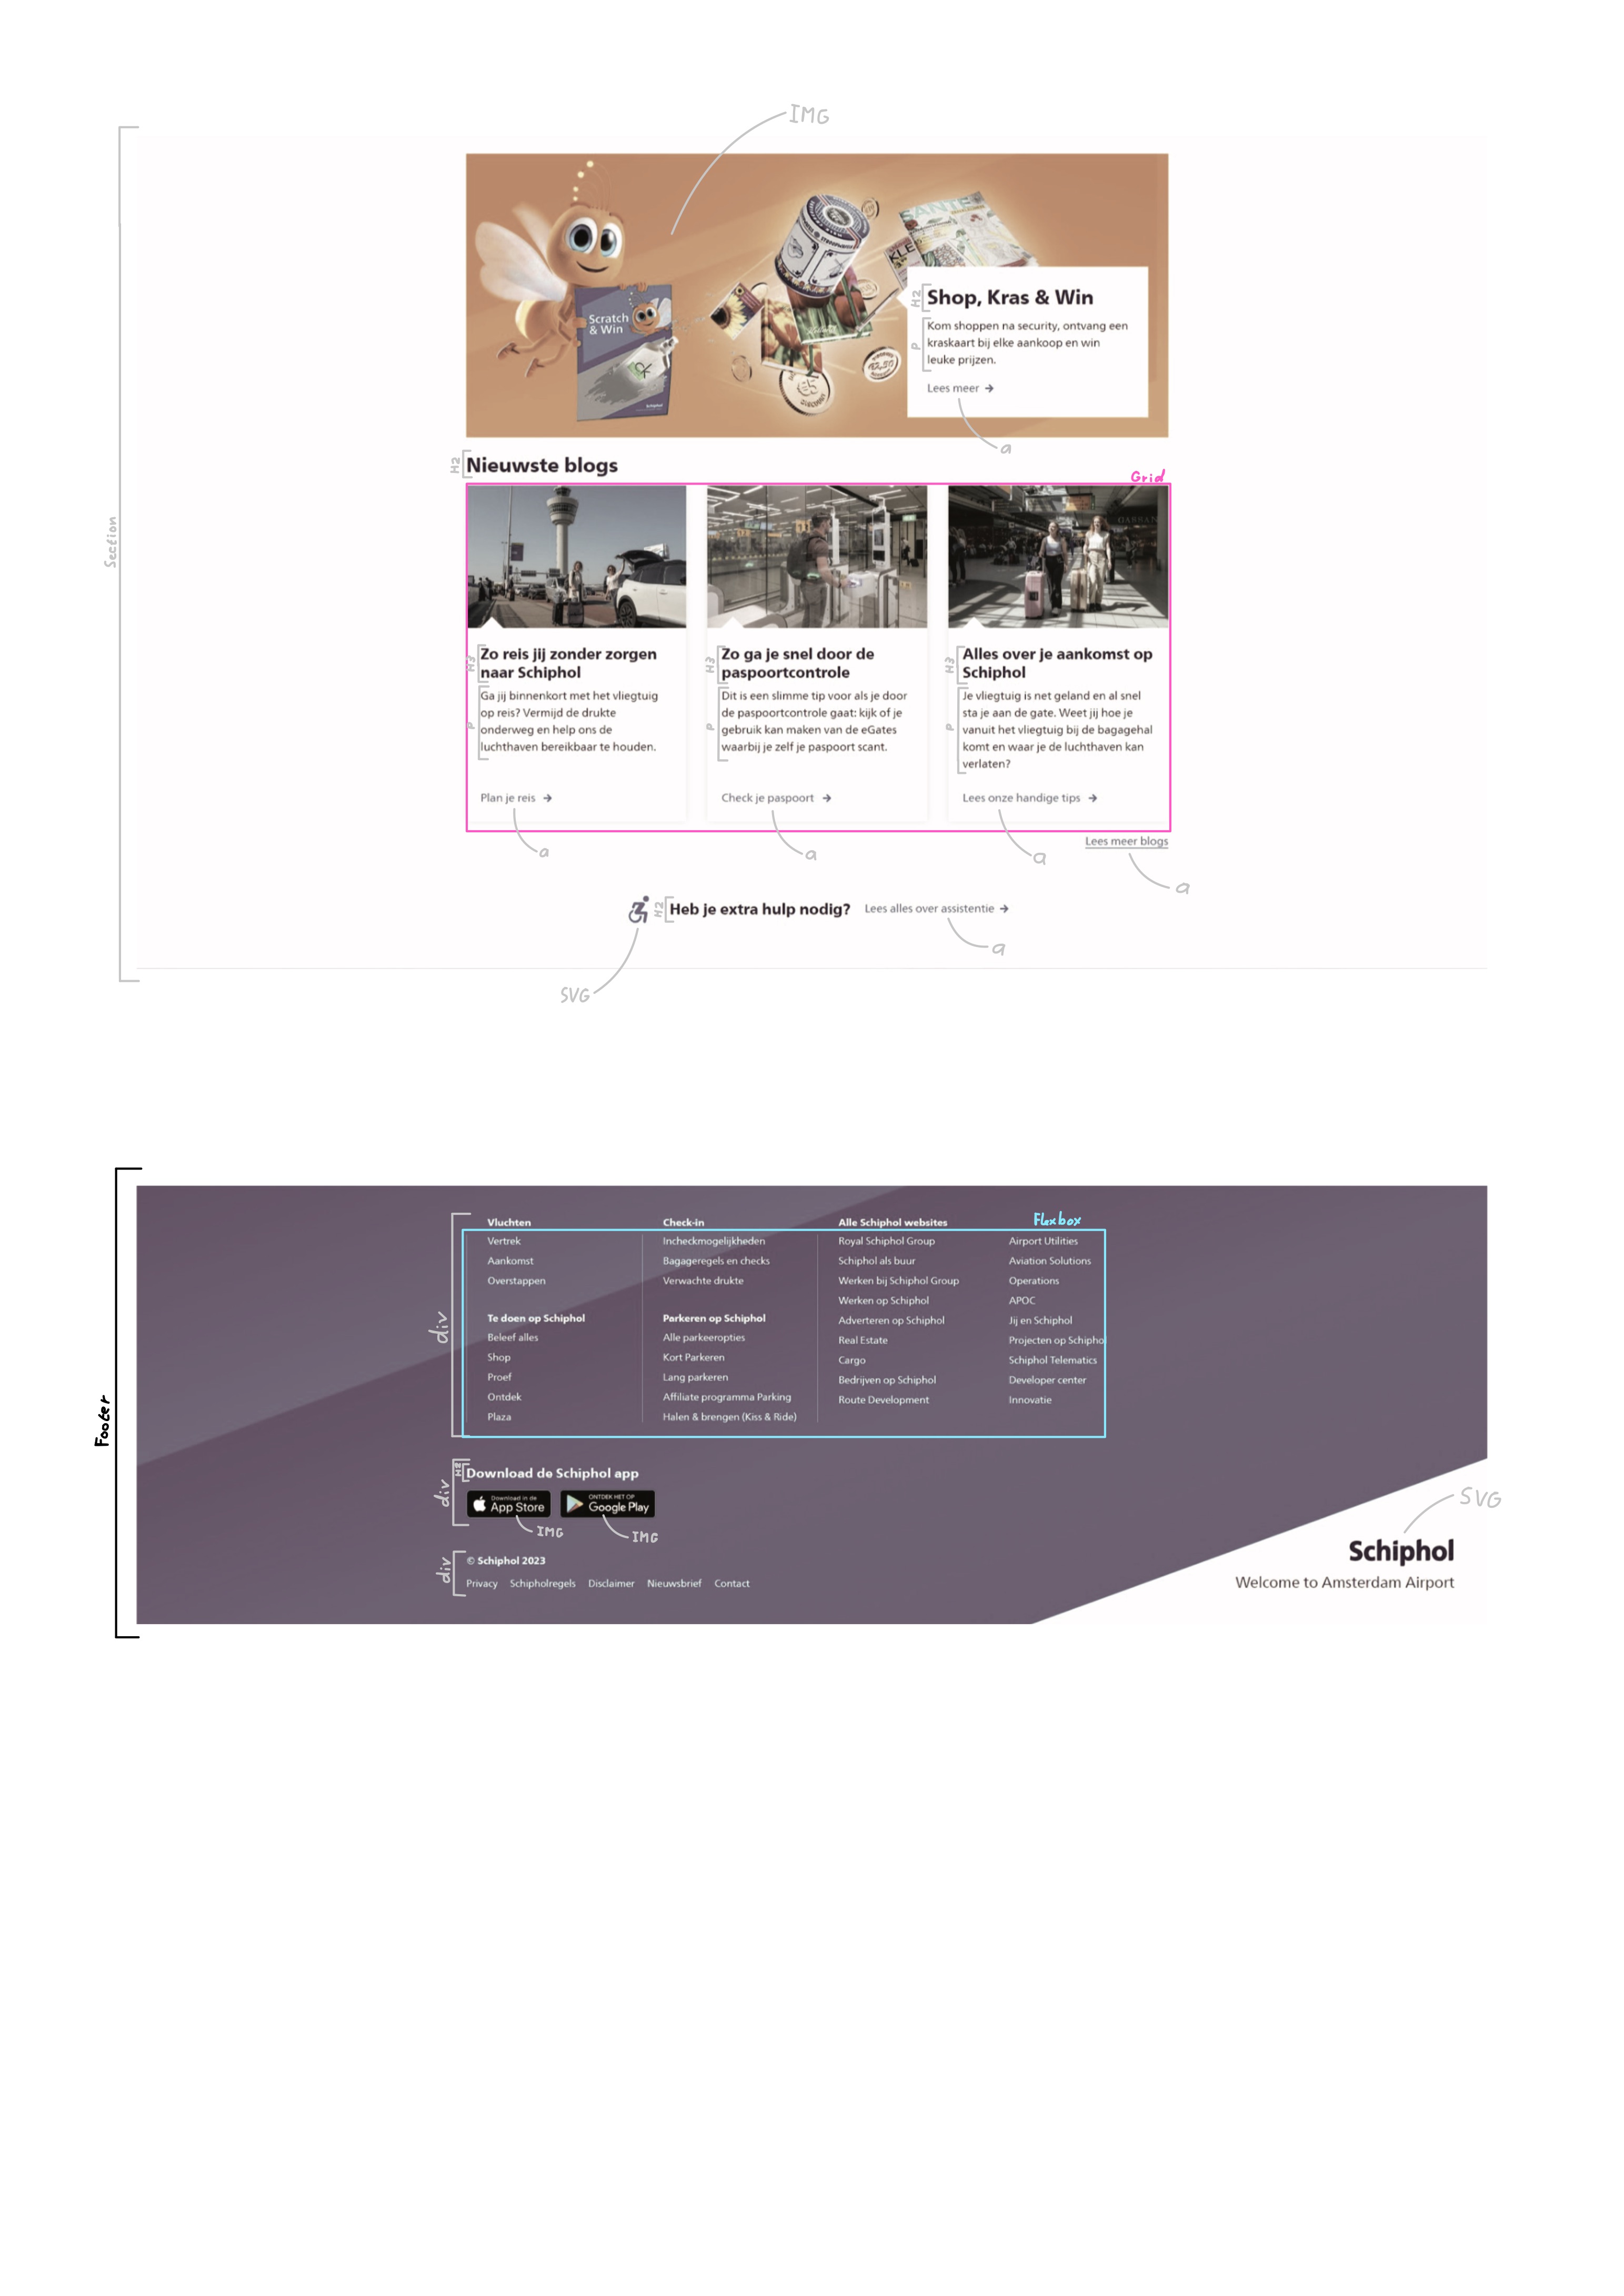 IMG
SANTE
KLE
Scratch
& Win
Schiphol
H2
Shop, Kras & Win
P
Kom shoppen na security, ontvang een
kraskaart bij elke aankoop en win
leuke prijzen.
Lees meer →
a
Section
H2
Nieuwste blogs
Grid
H3
Zo reis jij zonder zorgen
naar Schiphol
P
Ga jij binnenkort met het vliegtuig
op reis? Vermijd de drukte
onderweg en help ons de
luchthaven bereikbaar te houden.
Plan je reis →
a
H3
Zo ga je snel door de
paspoortcontrole
P
Dit is een slimme tip voor als je door
de paspoortcontrole gaat: kijk of je
gebruik kan maken van de eGates
waarbij je zelf je paspoort scant.
Check je paspoort →
a
H3
Alles over je aankomst op
Schiphol
P
Je vliegtuig is net geland en al snel
sta je aan de gate. Weet jij hoe je
vanuit het vliegtuig bij de bagagehal
komt en waar je de luchthaven kan
verlaten?
Lees onze handige tips →
a
Lees meer blogs
a
H2
Heb je extra hulp nodig? Lees alles over assistentie →
a
SVG
Footer
div
Flexbox
Vluchten
Vertrek
Aankomst
Overstappen
Te doen op Schiphol
Beleef alles
Shop
Proef
Ontdek
Plaza
Check-in
Incheckmogelijkheden
Bagageregels en checks
Verwachte drukte
Parkeren op Schiphol
Alle parkeeropties
Kort Parkeren
Lang parkeren
Affiliate programma Parking
Halen & brengen (Kiss & Ride)
Alle Schiphol websites
Royal Schiphol Group
Schiphol als buur
Werken bij Schiphol Group
Werken op Schiphol
Adverteren op Schiphol
Real Estate
Cargo
Bedrijven op Schiphol
Route Development
Airport Utilities
Aviation Solutions
Operations
APOC
Jij en Schiphol
Projecten op Schiphol
Schiphol Telematics
Developer center
Innovatie
div
H2
Download de Schiphol app
Download in de
App Store
ONTDEK HET OP
Google Play
IMG
IMG
div
© Schiphol 2023
Privacy Schipholregels Disclaimer Nieuwsbrief Contact
SVG
Schiphol
Welcome to Amsterdam Airport